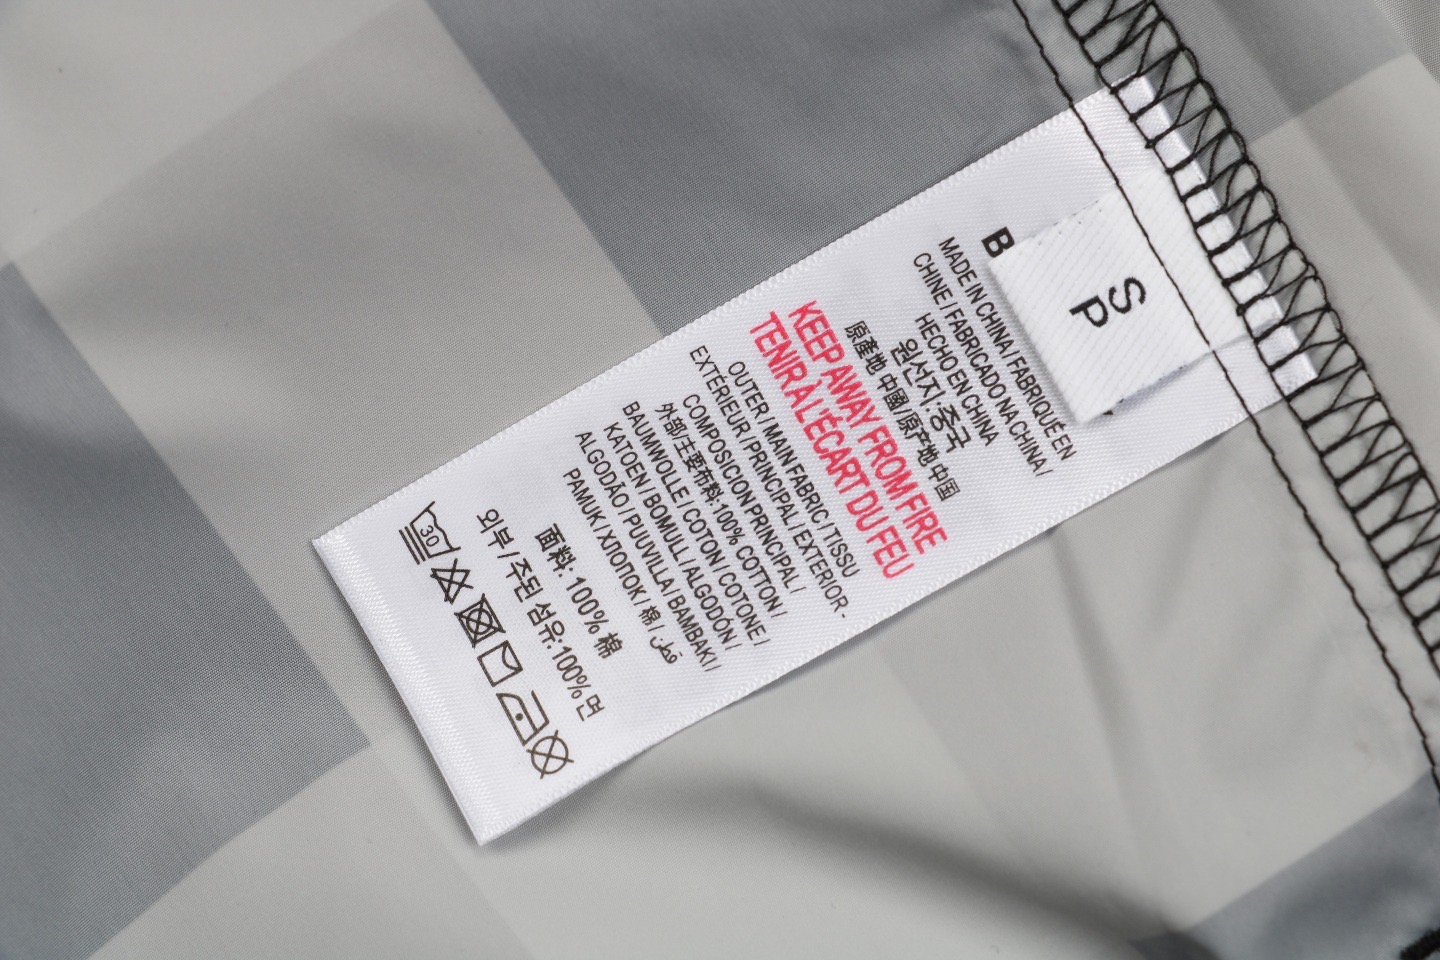 S
P
B
MADE IN CHINA / FABRIQUÉ EN
CHINE / FABRICADO NA CHINA /
HECHO EN CHINA
원산지:중국
原產地 中國/原产地 中国
KEEP AWAY FROM FIRE
TENIR À L'ÉCART DU FEU
OUTER / MAIN FABRIC / TISSU
EXTÉRIEUR / PRINCIPAL / EXTERIOR -
COMPOSICION PRINCIPAL /
外部/主要布料:100% COTTON /
BAUMWOLLE / COTON / COTONE /
KATOEN / BOMULL / ALGODÓN /
ALGODÃO / PUUVILLA / BAMBAKI /
PAMUK / ХЛОПОК / 棉 / قطن
面料: 100% 棉
외부 / 주된 섬유:100% 면
30